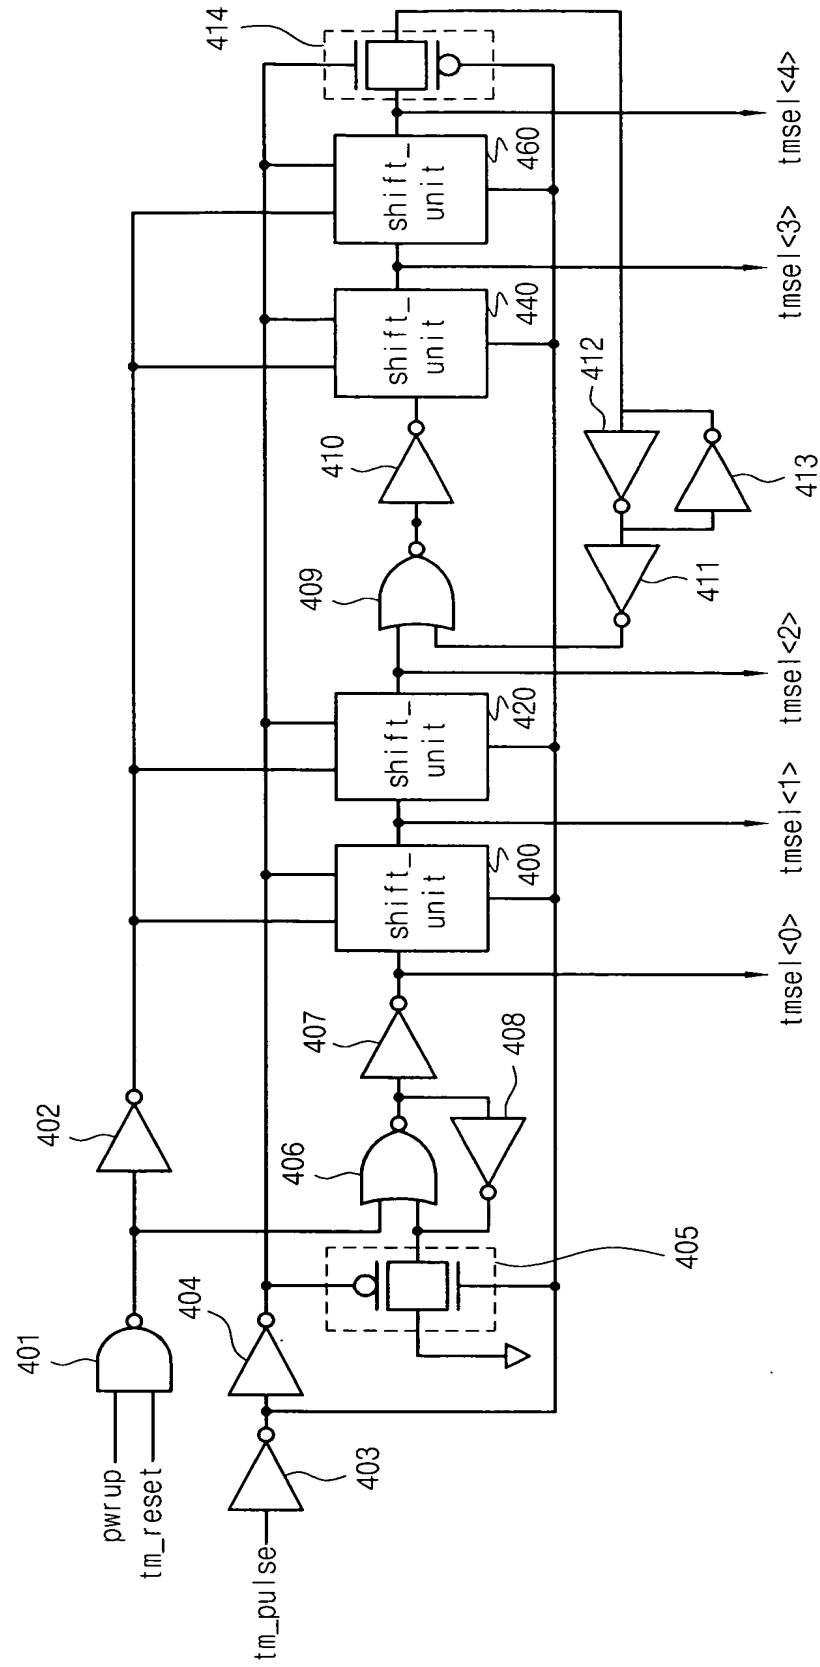 pwrup
tm_reset
tm_pulse
401
402
403
404
405
406
407
408
tmsel<0>
shift_
unit
400
tmsel<1>
shift_
unit
420
tmsel<2>
409
410
411
412
413
shift_
unit
440
tmsel<3>
shift_
unit
460
tmsel<4>
414